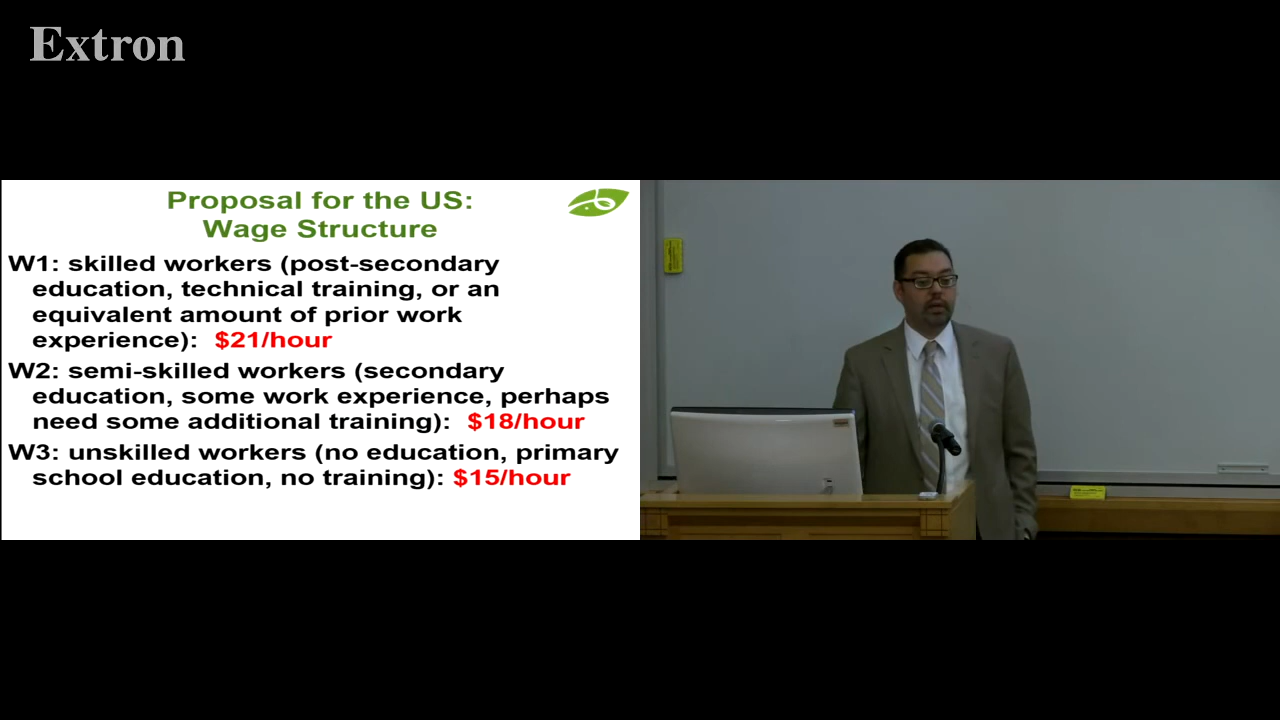 Extron
Proposal for the US:
Wage Structure
W1: skilled workers (post-secondary
education, technical training, or an
equivalent amount of prior work
experience): $21/hour
W2: semi-skilled workers (secondary
education, some work experience, perhaps
need some additional training): $18/hour
W3: unskilled workers (no education, primary
school education, no training): $15/hour